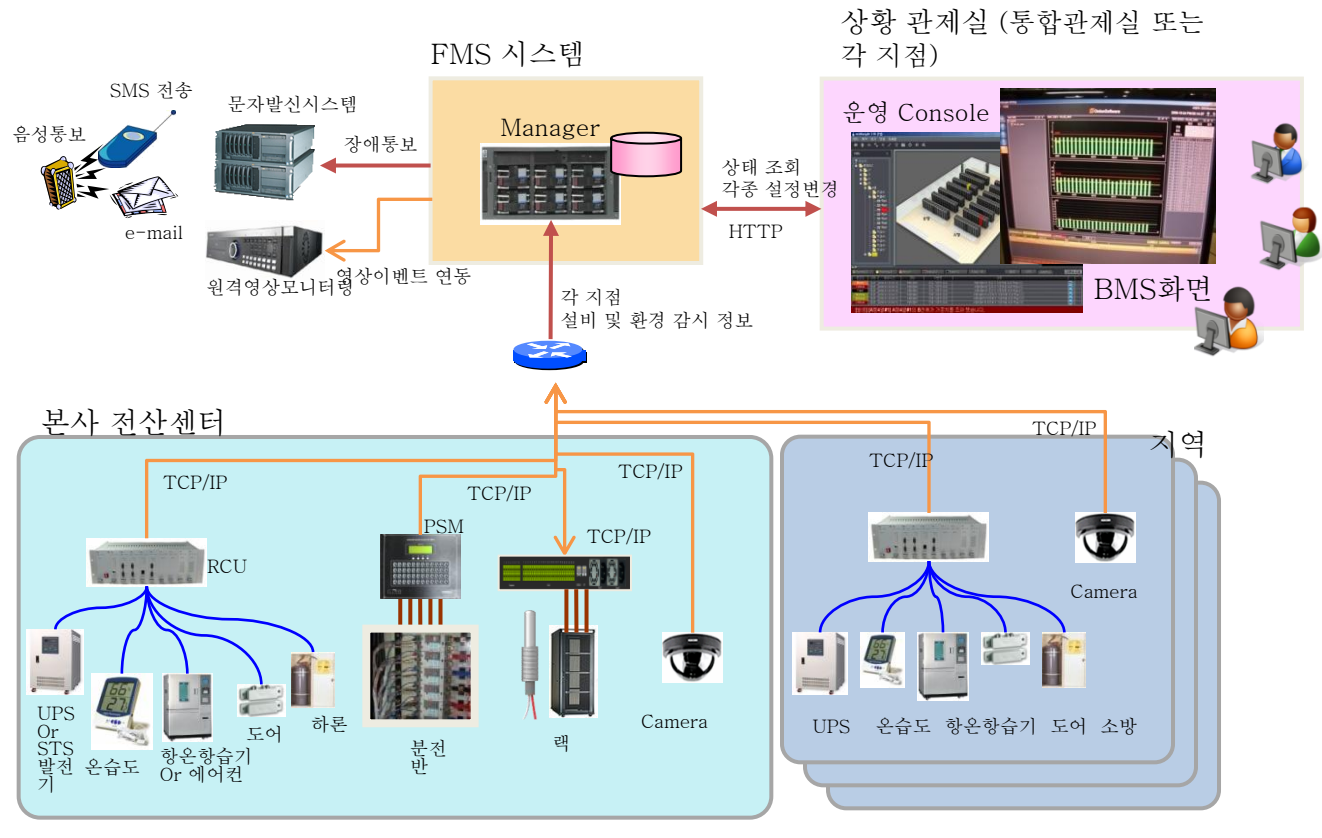 상황 관제실 (통합관제실 또는
각 지점)
FMS 시스템
SMS 전송
문자발신시스템
음성통보
장애통보
Manager
운영 Console
상태 조회
각종 설정변경
HTTP
e-mail
원격영상모니터링
영상이벤트 연동
각 지점
설비 및 환경 감시 정보
BMS화면
본사 전산센터
지역
TCP/IP
TCP/IP
TCP/IP
TCP/IP
TCP/IP
TCP/IP
PSM
TCP/IP
RCU
Camera
UPS
Or
STS
발전
기
온습도
항온항습기
Or 에어컨
도어
하론
분전
반
랙
Camera
UPS
온습도
항온항습기
도어
소방